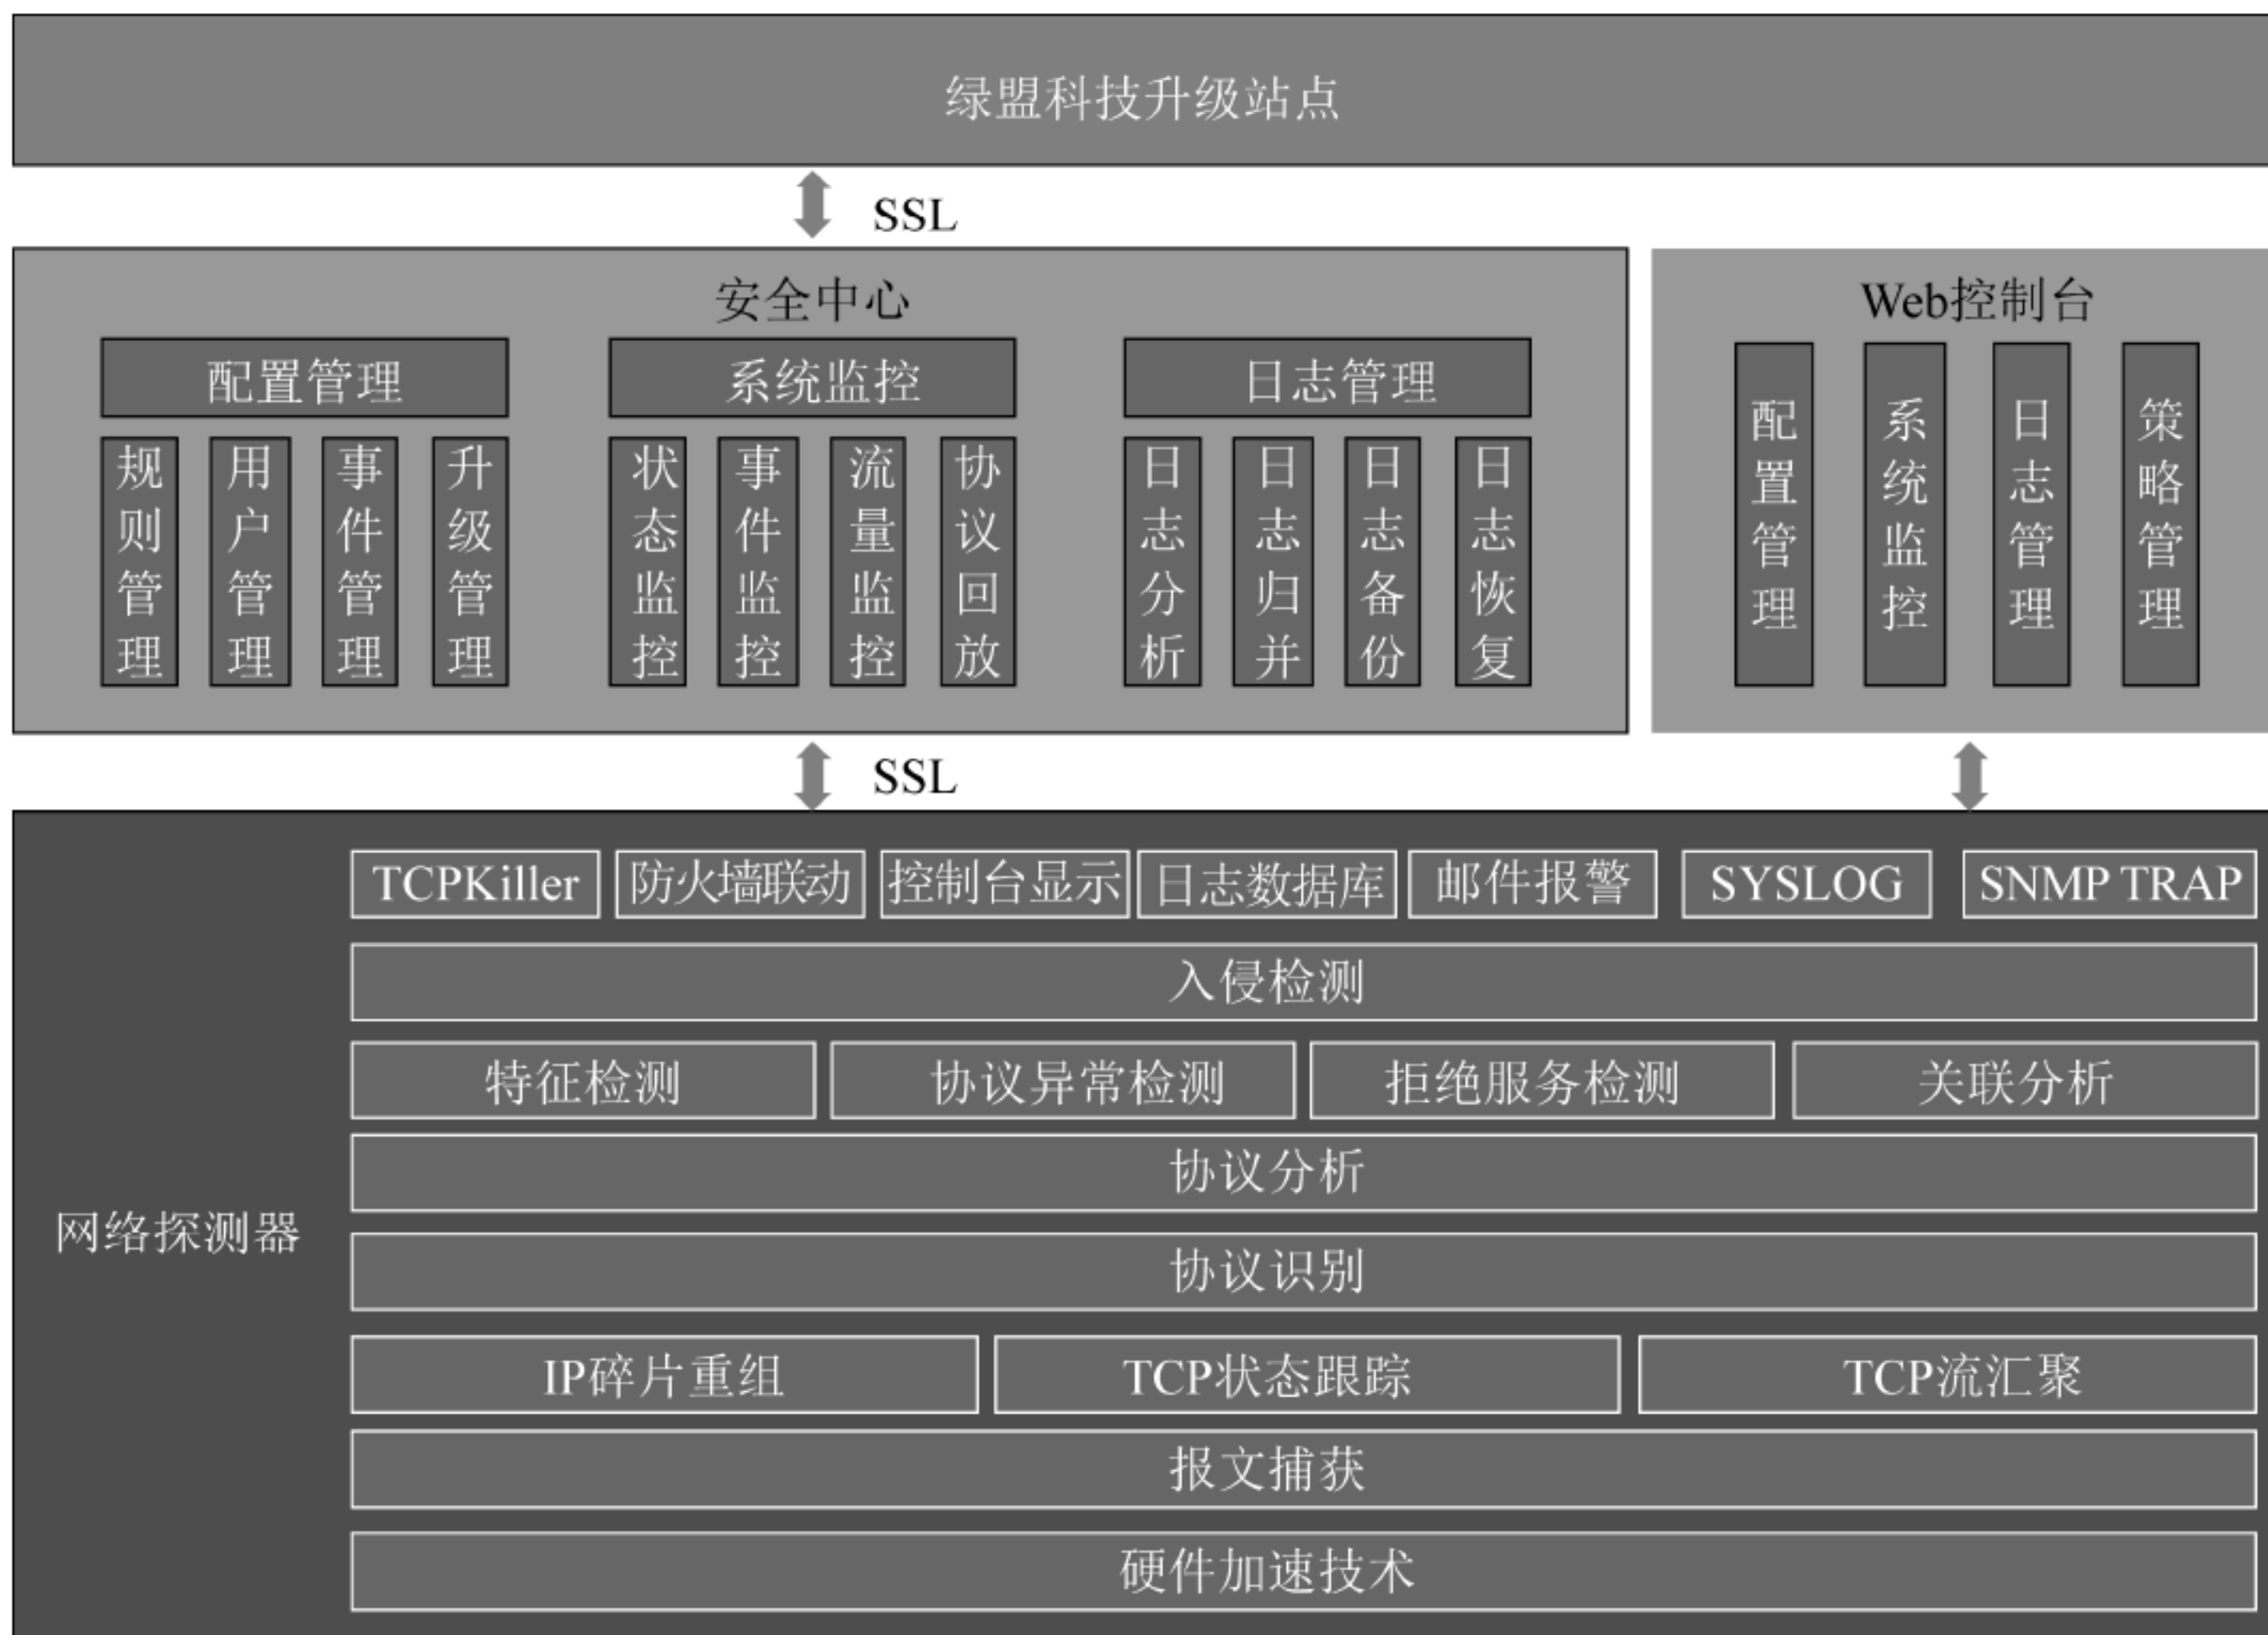 绿盟科技升级站点
SSL
安全中心
配置管理
系统监控
日志管理
规则管理
用户管理
事件管理
升级管理
状态监控
事件监控
流量监控
协议回放
日志分析
日志归并
日志备份
日志恢复
Web控制台
配置管理
系统监控
日志管理
策略管理
SSL
网络探测器
TCPKiller
防火墙联动
控制台显示
日志数据库
邮件报警
SYSLOG
SNMP TRAP
入侵检测
特征检测
协议异常检测
拒绝服务检测
关联分析
协议分析
协议识别
IP碎片重组
TCP状态跟踪
TCP流汇聚
报文捕获
硬件加速技术